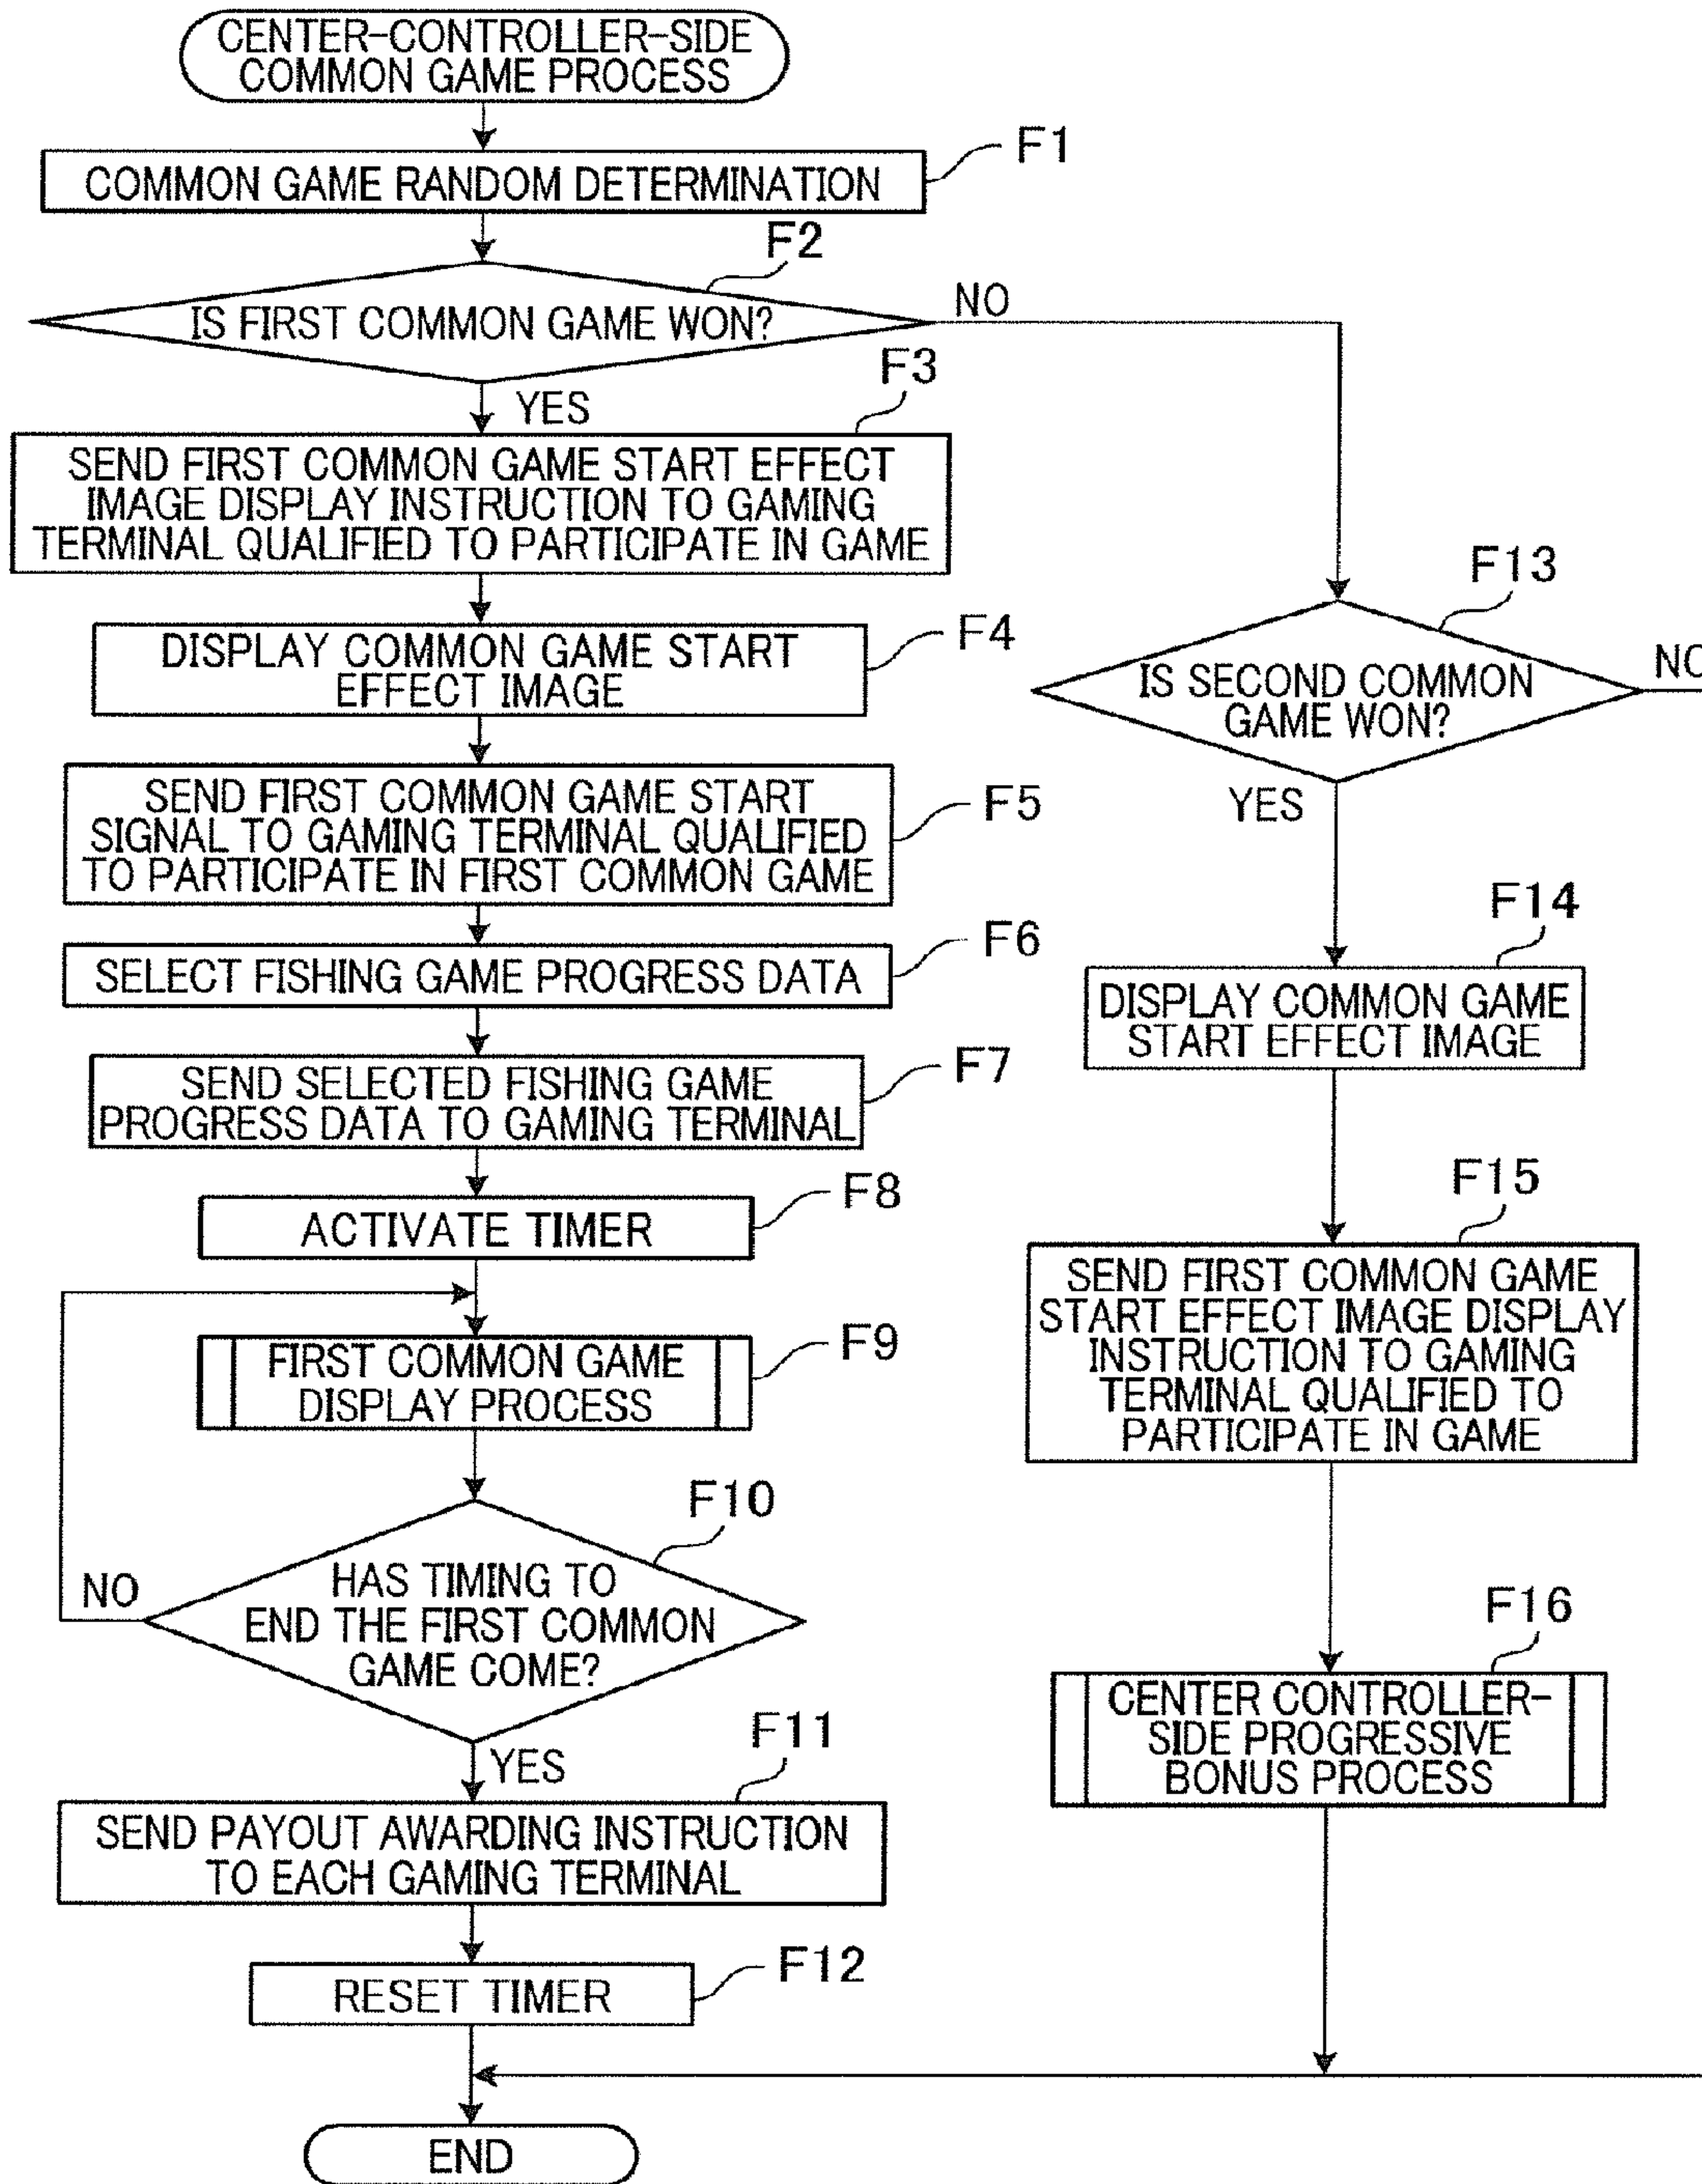 CENTER-CONTROLLER-SIDE
COMMON GAME PROCESS
F1
COMMON GAME RANDOM DETERMINATION
F2
IS FIRST COMMON GAME WON?
NO
YES
F3
SEND FIRST COMMON GAME START EFFECT
IMAGE DISPLAY INSTRUCTION TO GAMING
TERMINAL QUALIFIED TO PARTICIPATE IN GAME
F4
DISPLAY COMMON GAME START
EFFECT IMAGE
F5
SEND FIRST COMMON GAME START
SIGNAL TO GAMING TERMINAL QUALIFIED
TO PARTICIPATE IN FIRST COMMON GAME
F6
SELECT FISHING GAME PROGRESS DATA
F7
SEND SELECTED FISHING GAME
PROGRESS DATA TO GAMING TERMINAL
F8
ACTIVATE TIMER
F9
FIRST COMMON GAME
DISPLAY PROCESS
F10
HAS TIMING TO
END THE FIRST COMMON
GAME COME?
NO
YES
F11
SEND PAYOUT AWARDING INSTRUCTION
TO EACH GAMING TERMINAL
F12
RESET TIMER
END
F13
IS SECOND COMMON
GAME WON?
NO
YES
F14
DISPLAY COMMON GAME
START EFFECT IMAGE
F15
SEND FIRST COMMON GAME
START EFFECT IMAGE DISPLAY
INSTRUCTION TO GAMING
TERMINAL QUALIFIED TO
PARTICIPATE IN GAME
F16
CENTER CONTROLLER-
SIDE PROGRESSIVE
BONUS PROCESS